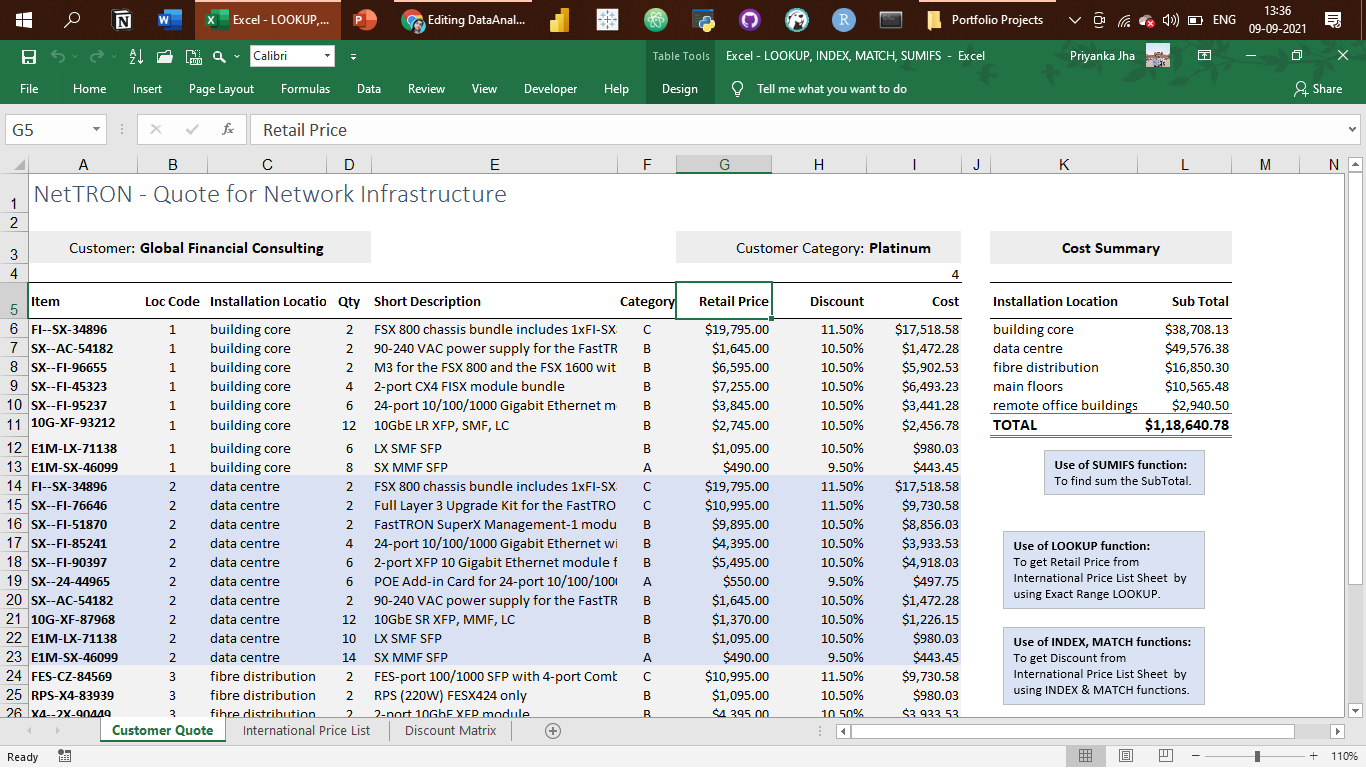 Excel - LOOKUP,... Editing DataAnal... Portfolio Projects ENG 13:36
09-09-2021
Calibri Table Tools Excel - LOOKUP, INDEX, MATCH, SUMIFS - Excel Priyanka Jha
File Home Insert Page Layout Formulas Data Review View Developer Help Design Tell me what you want to do Share
G5 fx Retail Price
A B C D E F G H I J K L M N
1 NetTRON - Quote for Network Infrastructure
2
3 Customer: Global Financial Consulting Customer Category: Platinum Cost Summary
4 4
5 Item Loc Code Installation Locatio Qty Short Description Category Retail Price Discount Cost Installation Location Sub Total
6 FI--SX-34896 1 building core 2 FSX 800 chassis bundle includes 1xFI-SX C $19,795.00 11.50% $17,518.58 building core $38,708.13
7 SX--AC-54182 1 building core 2 90-240 VAC power supply for the FastTR B $1,645.00 10.50% $1,472.28 data centre $49,576.38
8 SX--FI-96655 1 building core 2 M3 for the FSX 800 and the FSX 1600 wit B $6,595.00 10.50% $5,902.53 fibre distribution $16,850.30
9 SX--FI-45323 1 building core 4 2-port CX4 FISX module bundle B $7,255.00 10.50% $6,493.23 main floors $10,565.48
10 SX--FI-95237 1 building core 6 24-port 10/100/1000 Gigabit Ethernet m B $3,845.00 10.50% $3,441.28 remote office buildings $2,940.50
11 10G-XF-93212 1 building core 12 10GbE LR XFP, SMF, LC B $2,745.00 10.50% $2,456.78 TOTAL $1,18,640.78
12 E1M-LX-71138 1 building core 6 LX SMF SFP B $1,095.00 10.50% $980.03
13 E1M-SX-46099 1 building core 8 SX MMF SFP A $490.00 9.50% $443.45 Use of SUMIFS function:
To find sum the SubTotal.
14 FI--SX-34896 2 data centre 2 FSX 800 chassis bundle includes 1xFI-SX C $19,795.00 11.50% $17,518.58
15 SX--FI-76646 2 data centre 2 Full Layer 3 Upgrade Kit for the FastTRO C $10,995.00 11.50% $9,730.58
16 SX--FI-51870 2 data centre 2 FastTRON SuperX Management-1 modu B $9,895.00 10.50% $8,856.03
17 SX--FI-85241 2 data centre 4 24-port 10/100/1000 Gigabit Ethernet wi B $4,395.00 10.50% $3,933.53 Use of LOOKUP function:
18 SX--FI-90397 2 data centre 6 2-port XFP 10 Gigabit Ethernet module f B $5,495.00 10.50% $4,918.03 To get Retail Price from
19 SX--24-44965 2 data centre 6 POE Add-in Card for 24-port 10/100/100 A $550.00 9.50% $497.75 International Price List Sheet by
20 SX--AC-54182 2 data centre 2 90-240 VAC power supply for the FastTR B $1,645.00 10.50% $1,472.28 using Exact Range LOOKUP.
21 10G-XF-87968 2 data centre 12 10GbE SR XFP, MMF, LC B $1,370.00 10.50% $1,226.15
22 E1M-LX-71138 2 data centre 10 LX SMF SFP B $1,095.00 10.50% $980.03 Use of INDEX, MATCH functions:
23 E1M-SX-46099 2 data centre 14 SX MMF SFP A $490.00 9.50% $443.45 To get Discount from
24 FES-CZ-84569 3 fibre distribution 2 FES-port 100/1000 SFP with 4-port Comb C $10,995.00 11.50% $9,730.58 International Price List Sheet by
25 RPS-X4-83939 3 fibre distribution 2 RPS (220W) FESX424 only B $1,095.00 10.50% $980.03 using INDEX & MATCH functions.
26 X4--2X-90449 3 fibre distribution 2 2-port 10GbE XFP module B $4,395.00 10.50% $3,933.53
Customer Quote International Price List Discount Matrix
Ready 110%